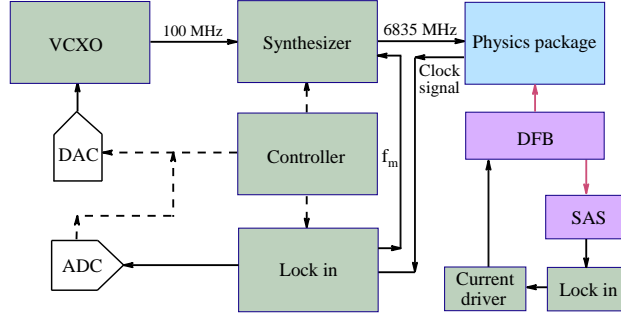 VCXO
100 MHz
Synthesizer
6835 MHz
Physics package
Clock
signal
DAC
Controller
fm
DFB
SAS
ADC
Lock in
Current
driver
Lock in